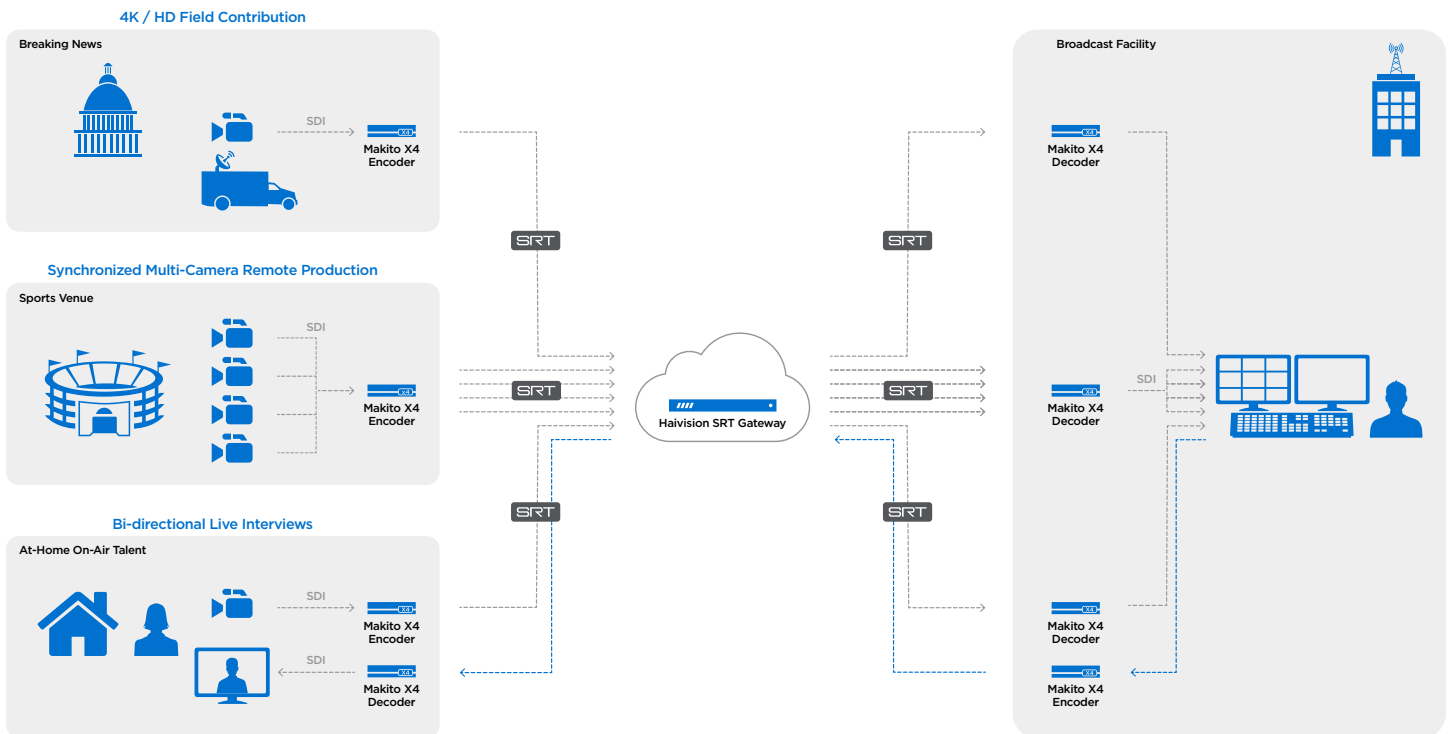 4K / HD Field Contribution
Breaking News
SDI
X4
Makito X4
Encoder
Synchronized Multi-Camera Remote Production
Sports Venue
SDI
X4
Makito X4
Encoder
Bi-directional Live Interviews
At-Home On-Air Talent
SDI
X4
Makito X4
Encoder
SDI
X4
Makito X4
Decoder
SRT
SRT
SRT
Haivision SRT Gateway
SRT
SRT
SRT
Broadcast Facility
X4
Makito X4
Decoder
X4
Makito X4
Decoder
SDI
X4
Makito X4
Decoder
X4
Makito X4
Encoder